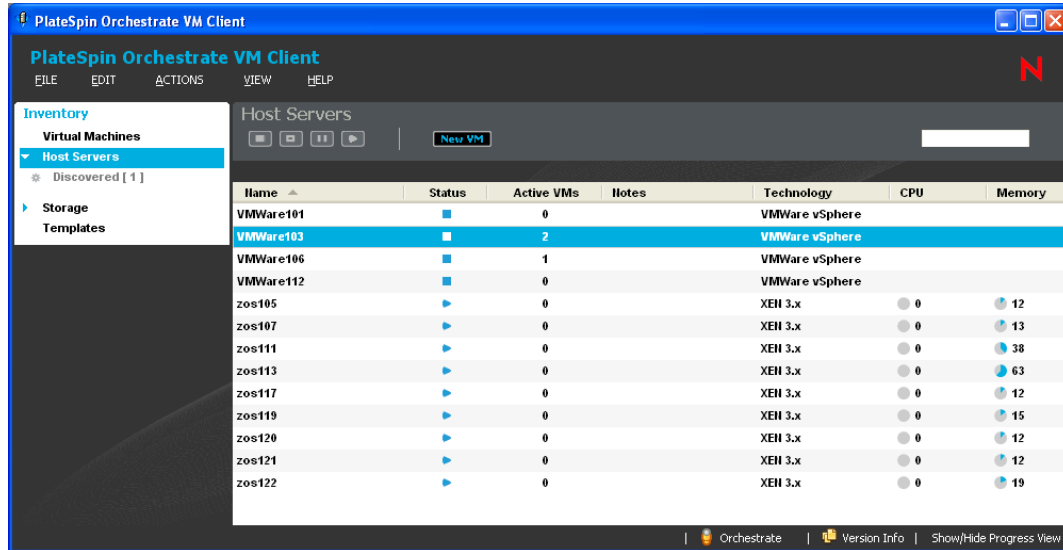 PlateSpin Orchestrate VM Client
PlateSpin Orchestrate VM Client
FILE EDIT ACTIONS VIEW HELP
N
Inventory
Virtual Machines
Host Servers
Discovered [ 1 ]
Storage
Templates
Host Servers
New VM
Name Status Active VMs Notes Technology CPU Memory
VMWare101 0 VMWare vSphere
VMWare103 2 VMWare vSphere
VMWare106 1 VMWare vSphere
VMWare112 0 VMWare vSphere
zos105 0 XEN 3.x 0 12
zos107 0 XEN 3.x 0 13
zos111 0 XEN 3.x 0 38
zos113 0 XEN 3.x 0 63
zos117 0 XEN 3.x 0 12
zos119 0 XEN 3.x 0 15
zos120 0 XEN 3.x 0 12
zos121 0 XEN 3.x 0 12
zos122 0 XEN 3.x 0 19
| Orchestrate | Version Info | Show/Hide Progress View